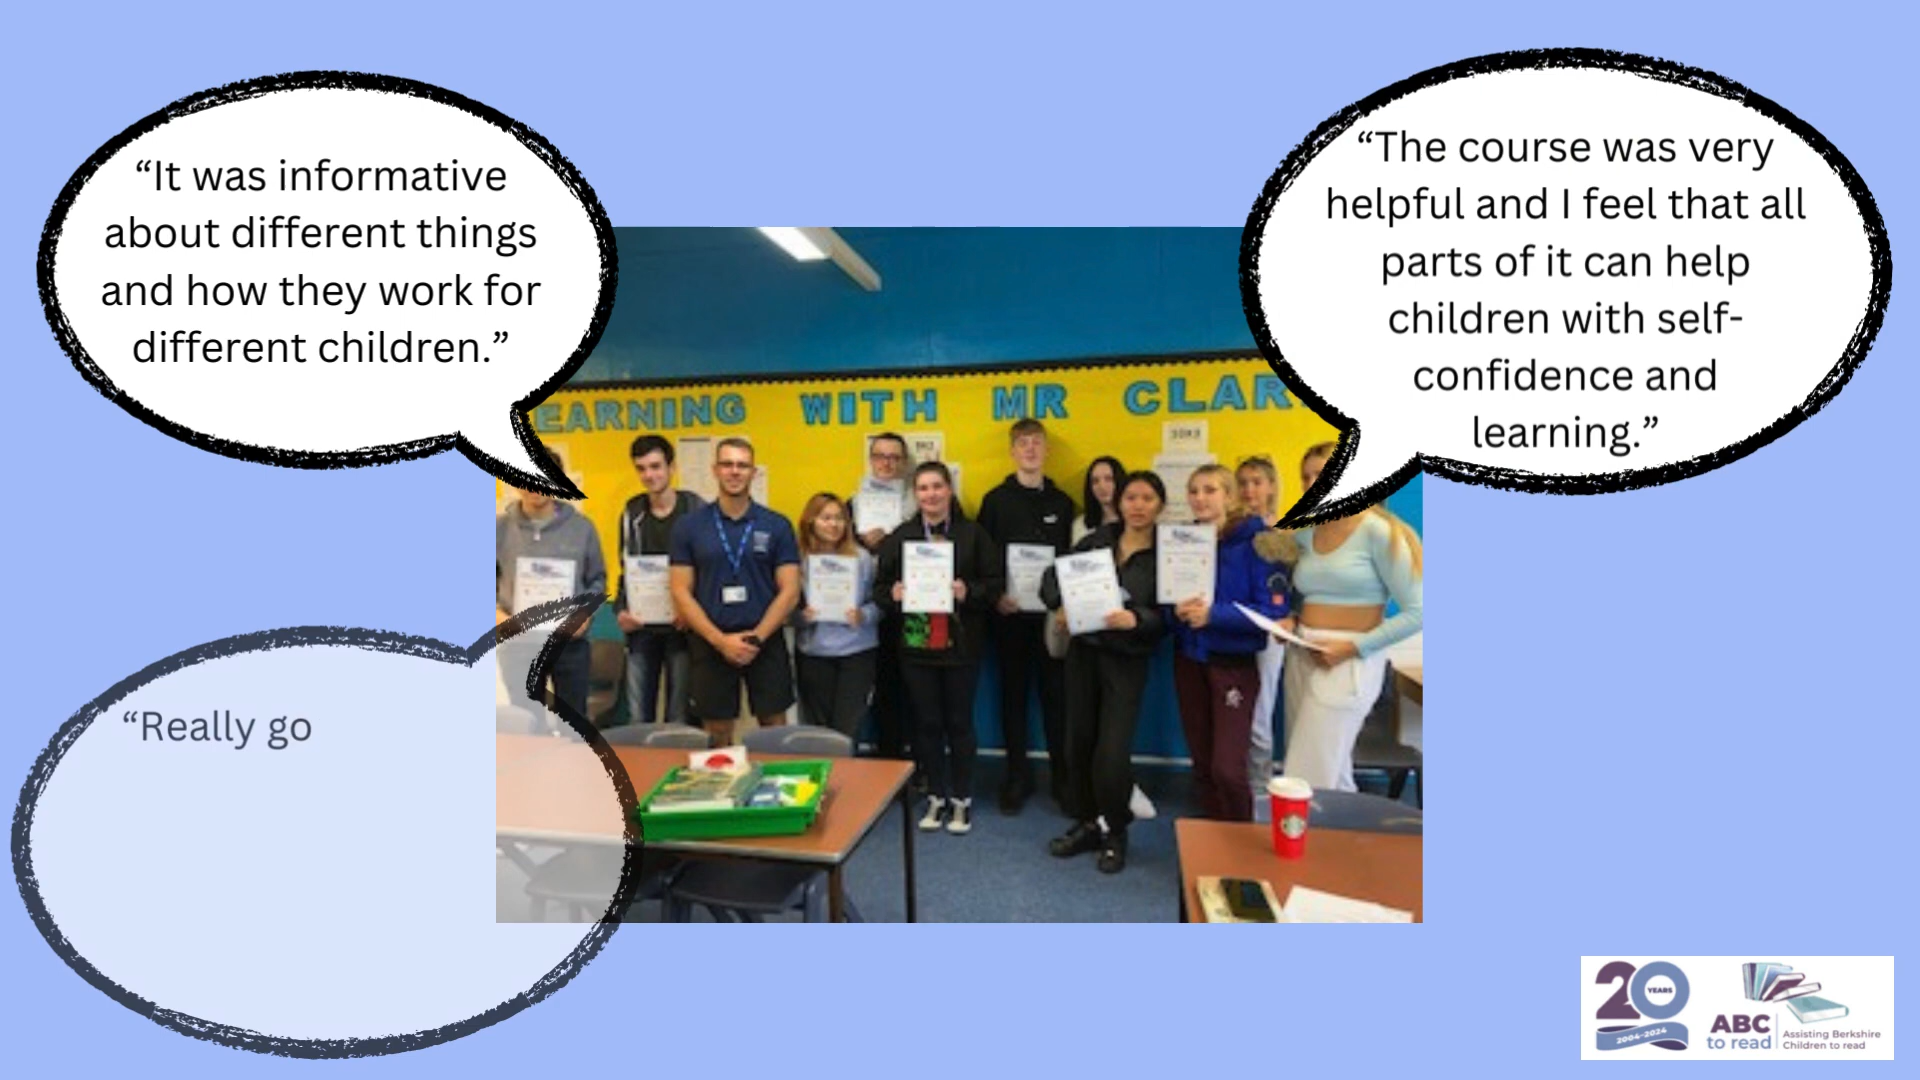 “It was informative
about different things
and how they work for
different children.”
“The course was very
helpful and I feel that all
parts of it can help
children with self-
confidence and
learning.”
EARNING WITH MR CLAR
“Really go
20
YEARS
2004-2024
ABC
to read
Assisting Berkshire
Children to read